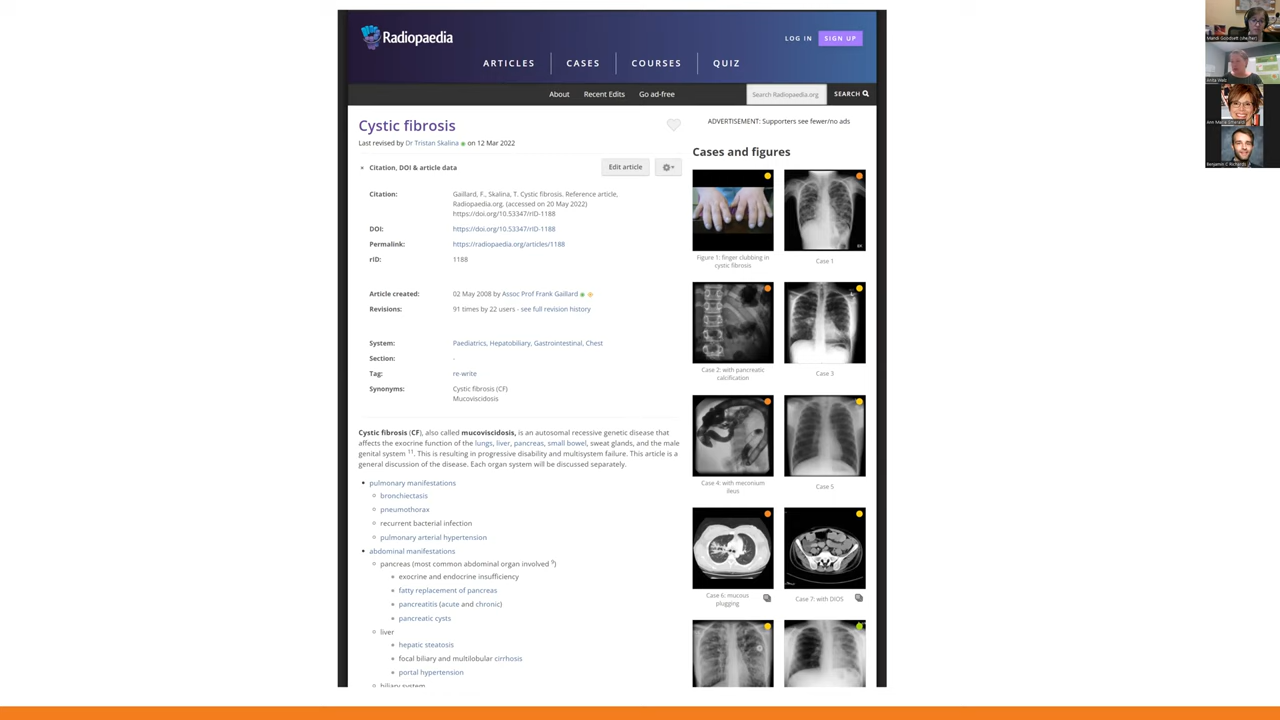 Radiopaedia
LOG IN
SIGN UP
ARTICLES
CASES
COURSES
QUIZ
About
Recent Edits
Go ad-free
Search Radiopaedia.org
SEARCH
Cystic fibrosis
Last revised by Dr Tristan Skalina on 12 Mar 2022
Citation, DOI & article data
Edit article
Citation:
Gaillard, F., Skalina, T. Cystic fibrosis. Reference article,
Radiopaedia.org. (accessed on 20 May 2022)
https://doi.org/10.53347/rID-1188
DOI:
https://doi.org/10.53347/rID-1188
Permalink:
https://radiopaedia.org/articles/1188
rID:
1188
Article created:
02 May 2008 by Assoc Prof Frank Gaillard
Revisions:
91 times by 22 users - see full revision history
System:
Paediatrics, Hepatobiliary, Gastrointestinal, Chest
Section:
-
Tag:
re-write
Synonyms:
Cystic fibrosis (CF)
Mucoviscidosis
Cystic fibrosis (CF), also called mucoviscidosis, is an autosomal recessive genetic disease that
affects the exocrine function of the lungs, liver, pancreas, small bowel, sweat glands, and the male
genital system 11. This is resulting in progressive disability and multisystem failure. This article is a
general discussion of the disease. Each organ system will be discussed separately.
pulmonary manifestations
bronchiectasis
pneumothorax
recurrent bacterial infection
pulmonary arterial hypertension
abdominal manifestations
pancreas (most common abdominal organ involved 9)
exocrine and endocrine insufficiency
fatty replacement of pancreas
pancreatitis (acute and chronic)
pancreatic cysts
liver
hepatic steatosis
focal biliary and multilobular cirrhosis
portal hypertension
biliary system
ADVERTISEMENT: Supporters see fewer/no ads
Cases and figures
Figure 1: finger clubbing in
cystic fibrosis
Case 1
Case 2: with pancreatic
calcification
Case 3
Case 4: with meconium
ileus
Case 5
Case 6: mucous
plugging
Case 7: with DIOS
Mandi Goodsett (she/her)
Anita Walz
Ann Marie
Benjamin C Richards